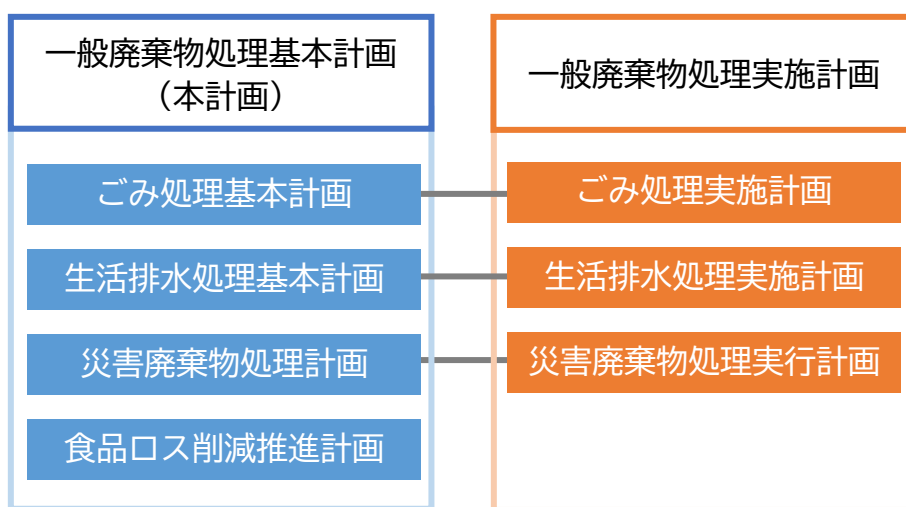 一般廃棄物処理基本計画
（本計画）
ごみ処理基本計画
生活排水処理基本計画
災害廃棄物処理計画
食品ロス削減推進計画
一般廃棄物処理実施計画
ごみ処理実施計画
生活排水処理実施計画
災害廃棄物処理実行計画